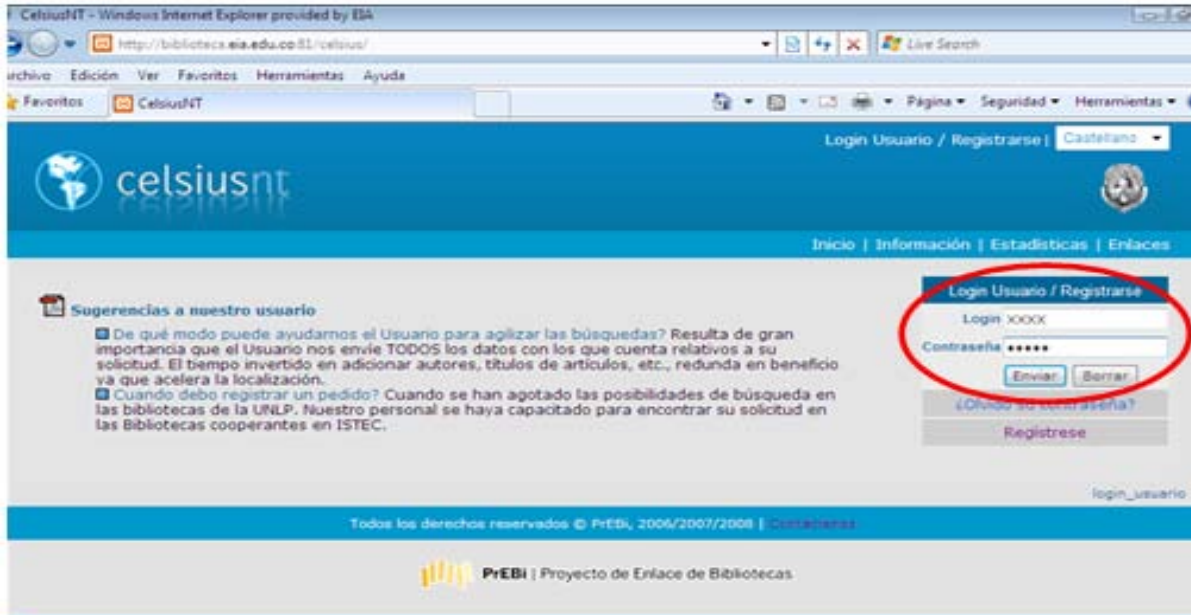 CelsiusNT - Windows Internet Explorer provided by EIA
http://biblioteca.eia.edu.co:81/celsius/
Live Search
rchivo Edición Ver Favoritos Herramientas Ayuda
Favoritos CelsiusNT Página Seguridad Herramientas
Login Usuario / Registrarse | Castellano
celsiusnt
Inicio | Información | Estadísticas | Enlaces
Login Usuario / Registrarse
Login XXXX
Contraseña •••••
Enviar Borrar
¿Olvido su contraseña?
Registrese
Sugerencias a nuestro usuario
De qué modo puede ayudarnos el Usuario para agilizar las búsquedas? Resulta de gran
importancia que el Usuario nos envíe TODOS los datos con los que cuenta relativos a su
solicitud. El tiempo invertido en adicionar autores, títulos de artículos, etc., redunda en beneficio
ya que acelera la localización.
Cuando debo registrar un pedido? Cuando se han agotado las posibilidades de búsqueda en
las bibliotecas de la UNLP. Nuestro personal se haya capacitado para encontrar su solicitud en
las Bibliotecas cooperantes en ISTEC.
login_usuario
Todos los derechos reservados © PrEBi, 2006/2007/2008 | Contáctenos
PrEBi | Proyecto de Enlace de Bibliotecas